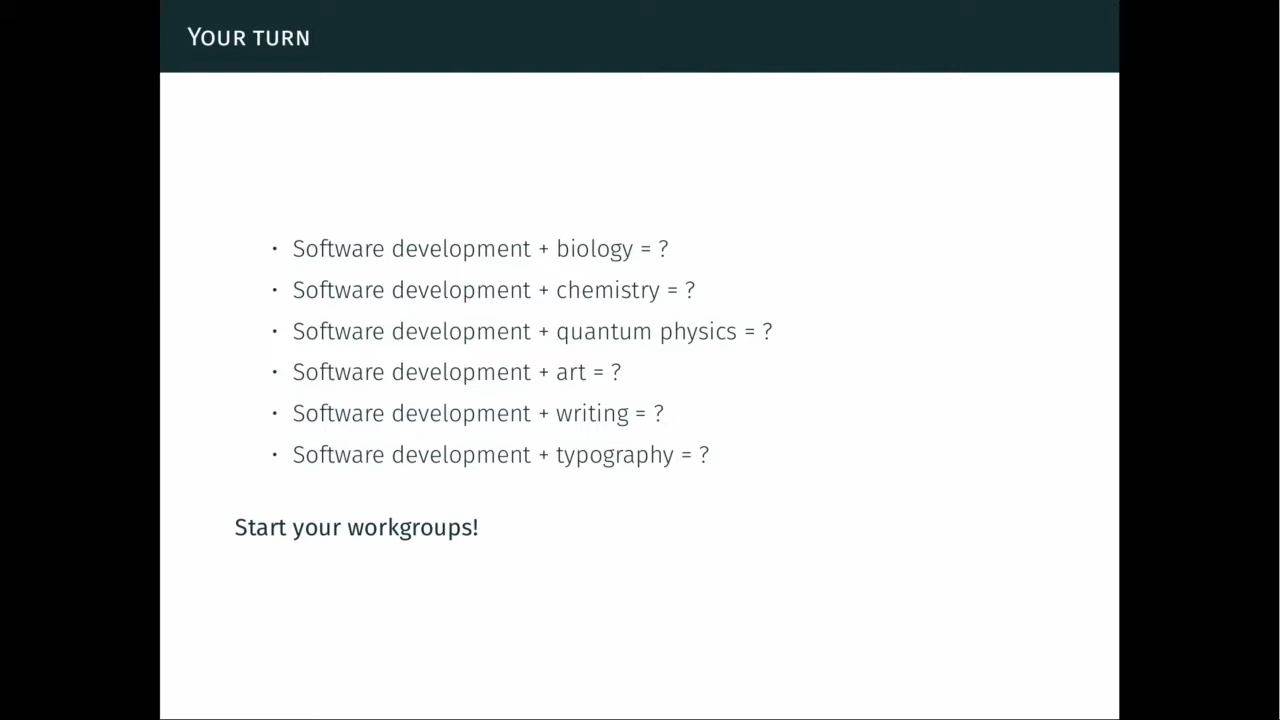 Your turn
• Software development + biology = ?
• Software development + chemistry = ?
• Software development + quantum physics = ?
• Software development + art = ?
• Software development + writing = ?
• Software development + typography = ?
Start your workgroups!